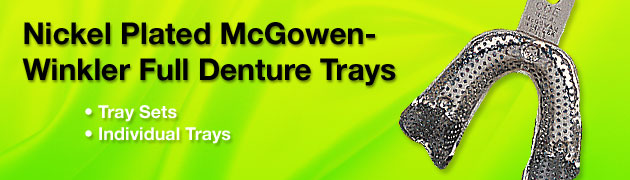 Nickel Plated McGowen-
Winkler Full Denture Trays
• Tray Sets
• Individual Trays